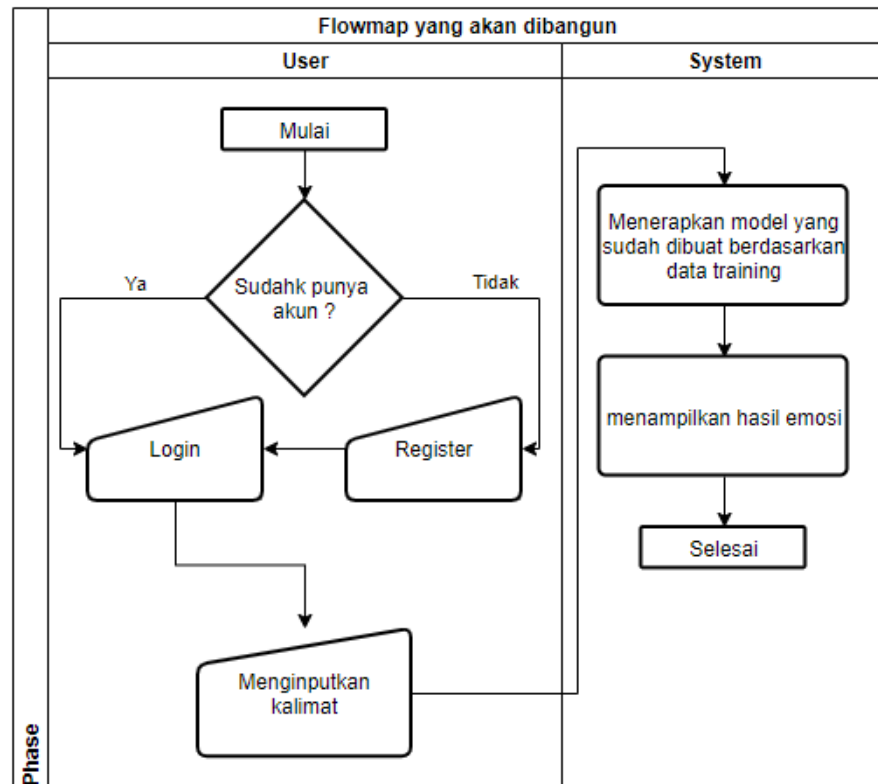 Flowmap yang akan dibangun
User
System
Mulai
Sudahk punya
akun ?
Ya
Tidak
Login
Register
Menginputkan
kalimat
Menerapkan model yang
sudah dibuat berdasarkan
data training
menampilkan hasil emosi
Selesai
Phase